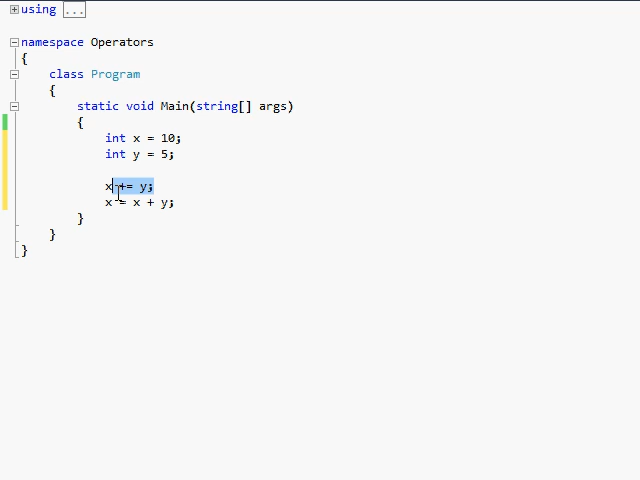 using ...
namespace Operators
{
class Program
{
static void Main(string[] args)
{
int x = 10;
int y = 5;
x += y;
x = x + y;
}
}
}